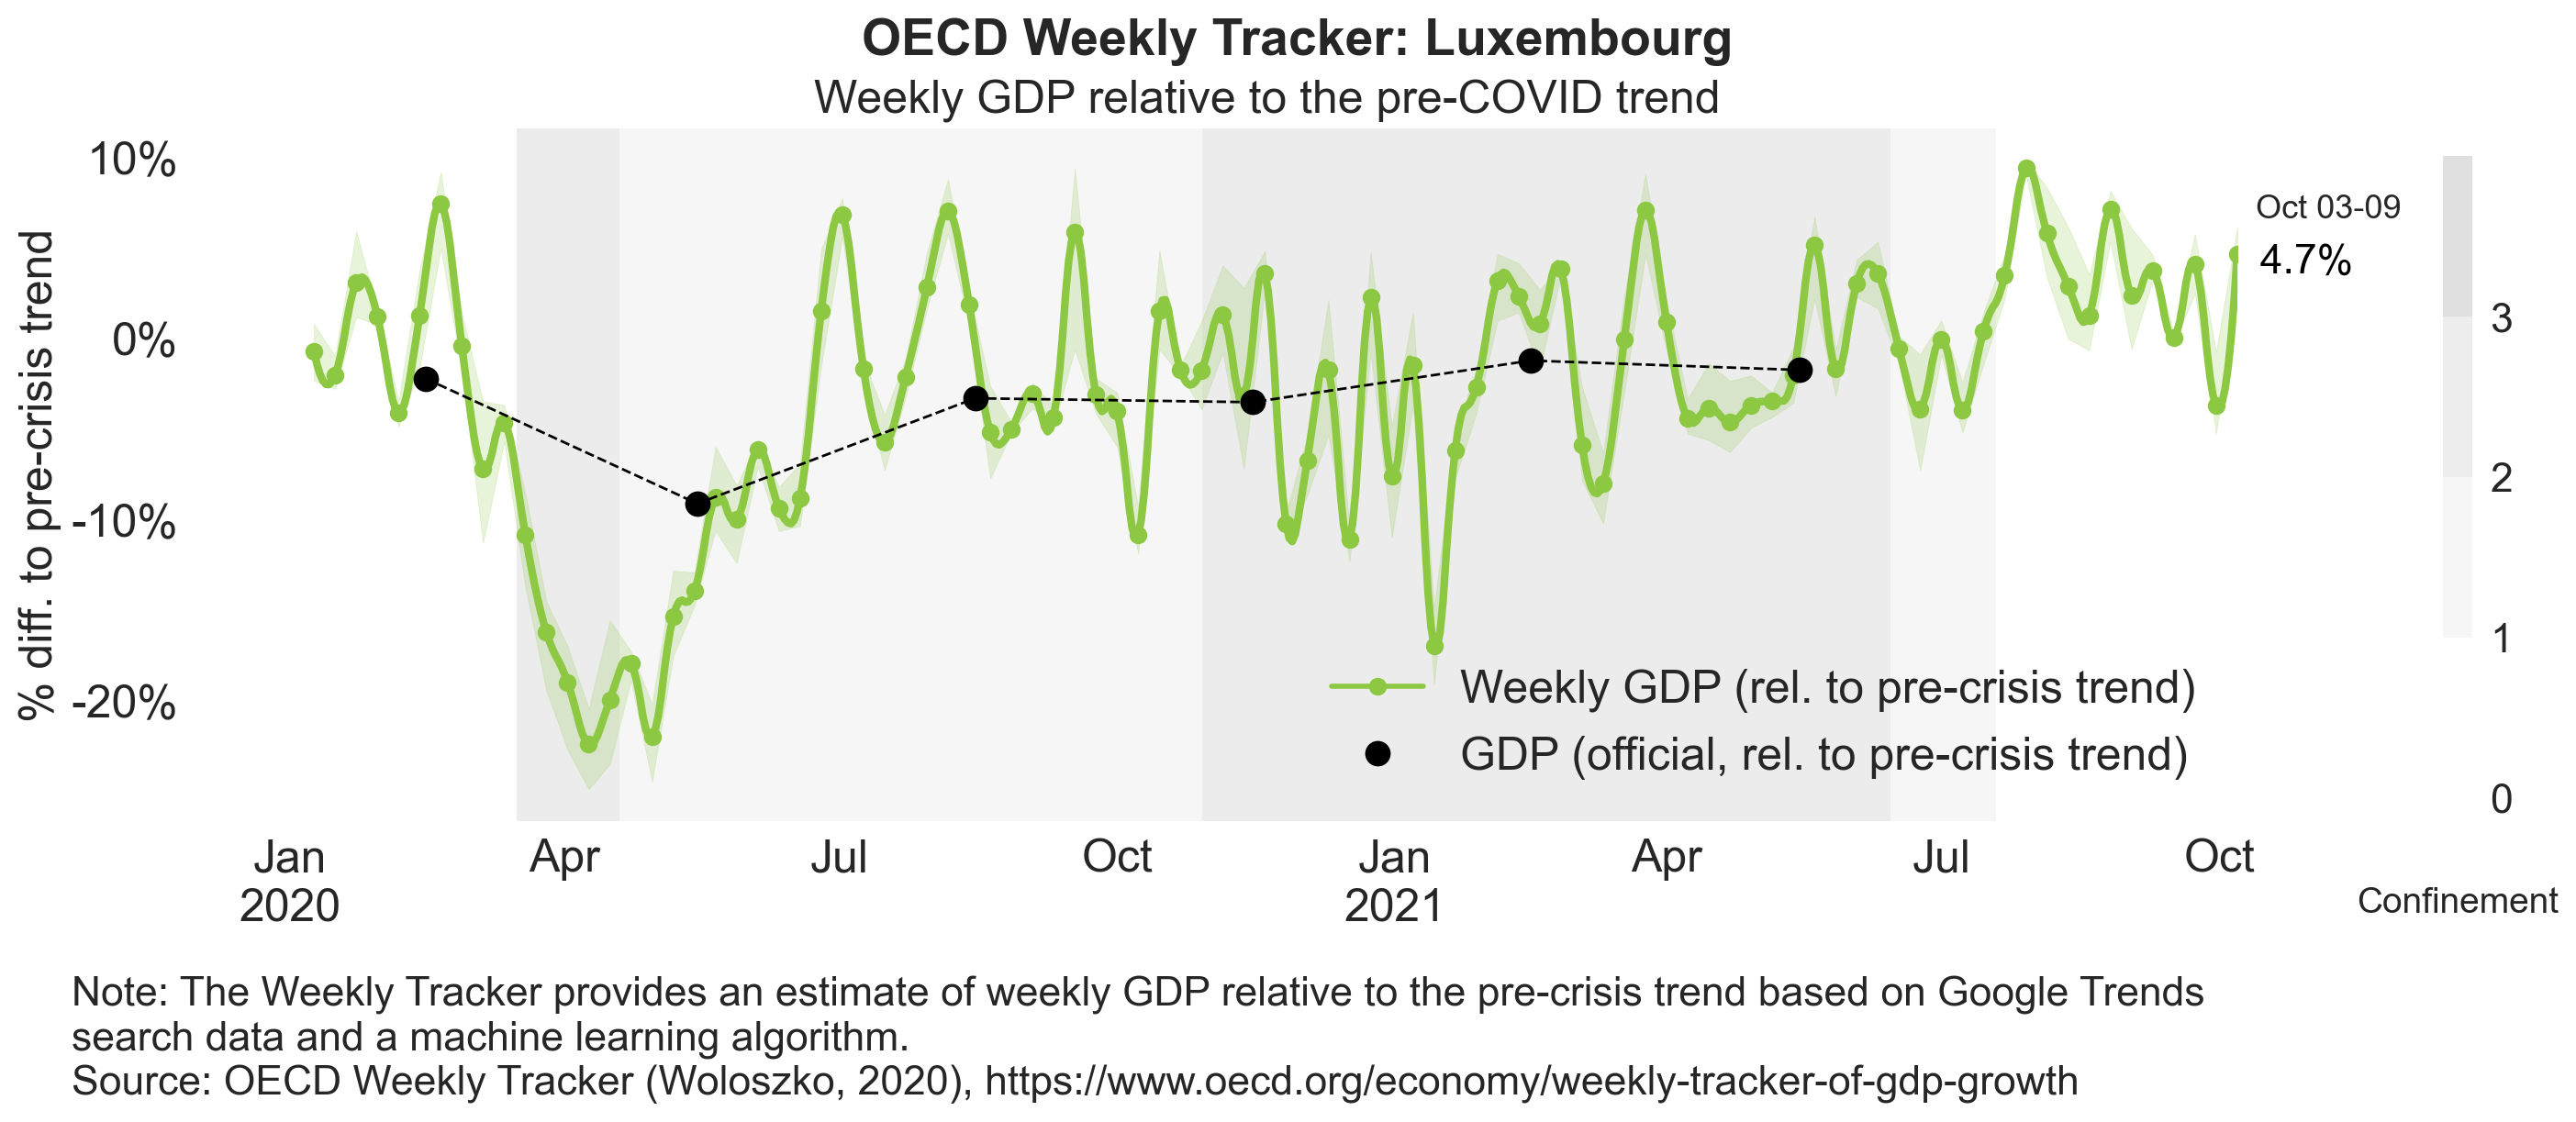 OECD Weekly Tracker: Luxembourg
Weekly GDP relative to the pre-COVID trend
% diff. to pre-crisis trend
10%
0%
-10%
-20%
Oct 03-09
4.7%
Weekly GDP (rel. to pre-crisis trend)
GDP (official, rel. to pre-crisis trend)
3
2
1
0
Confinement
Jan Apr Jul Oct Jan Apr Jul Oct
2020 2021
Note: The Weekly Tracker provides an estimate of weekly GDP relative to the pre-crisis trend based on Google Trends
search data and a machine learning algorithm.
Source: OECD Weekly Tracker (Woloszko, 2020), https://www.oecd.org/economy/weekly-tracker-of-gdp-growth